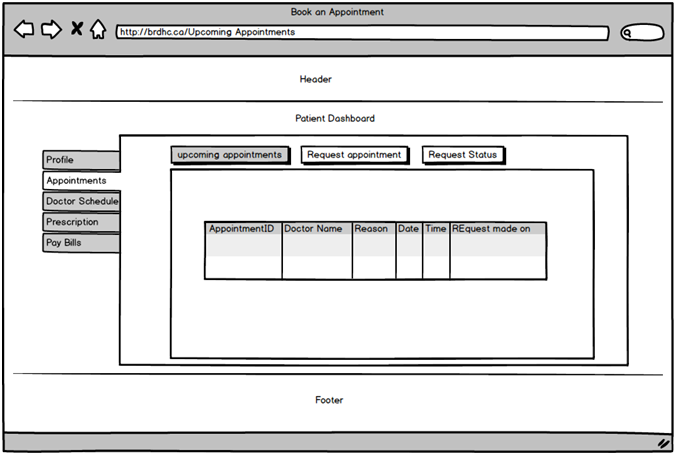 Book an Appointment
http://brdhc.ca/Upcoming Appointments
Header
Patient Dashboard
upcoming appointments Request appointment Request Status
Profile
Appointments
Doctor Schedule
Prescription
Pay Bills
AppointmentID Doctor Name Reason Date Time REquest made on
Footer